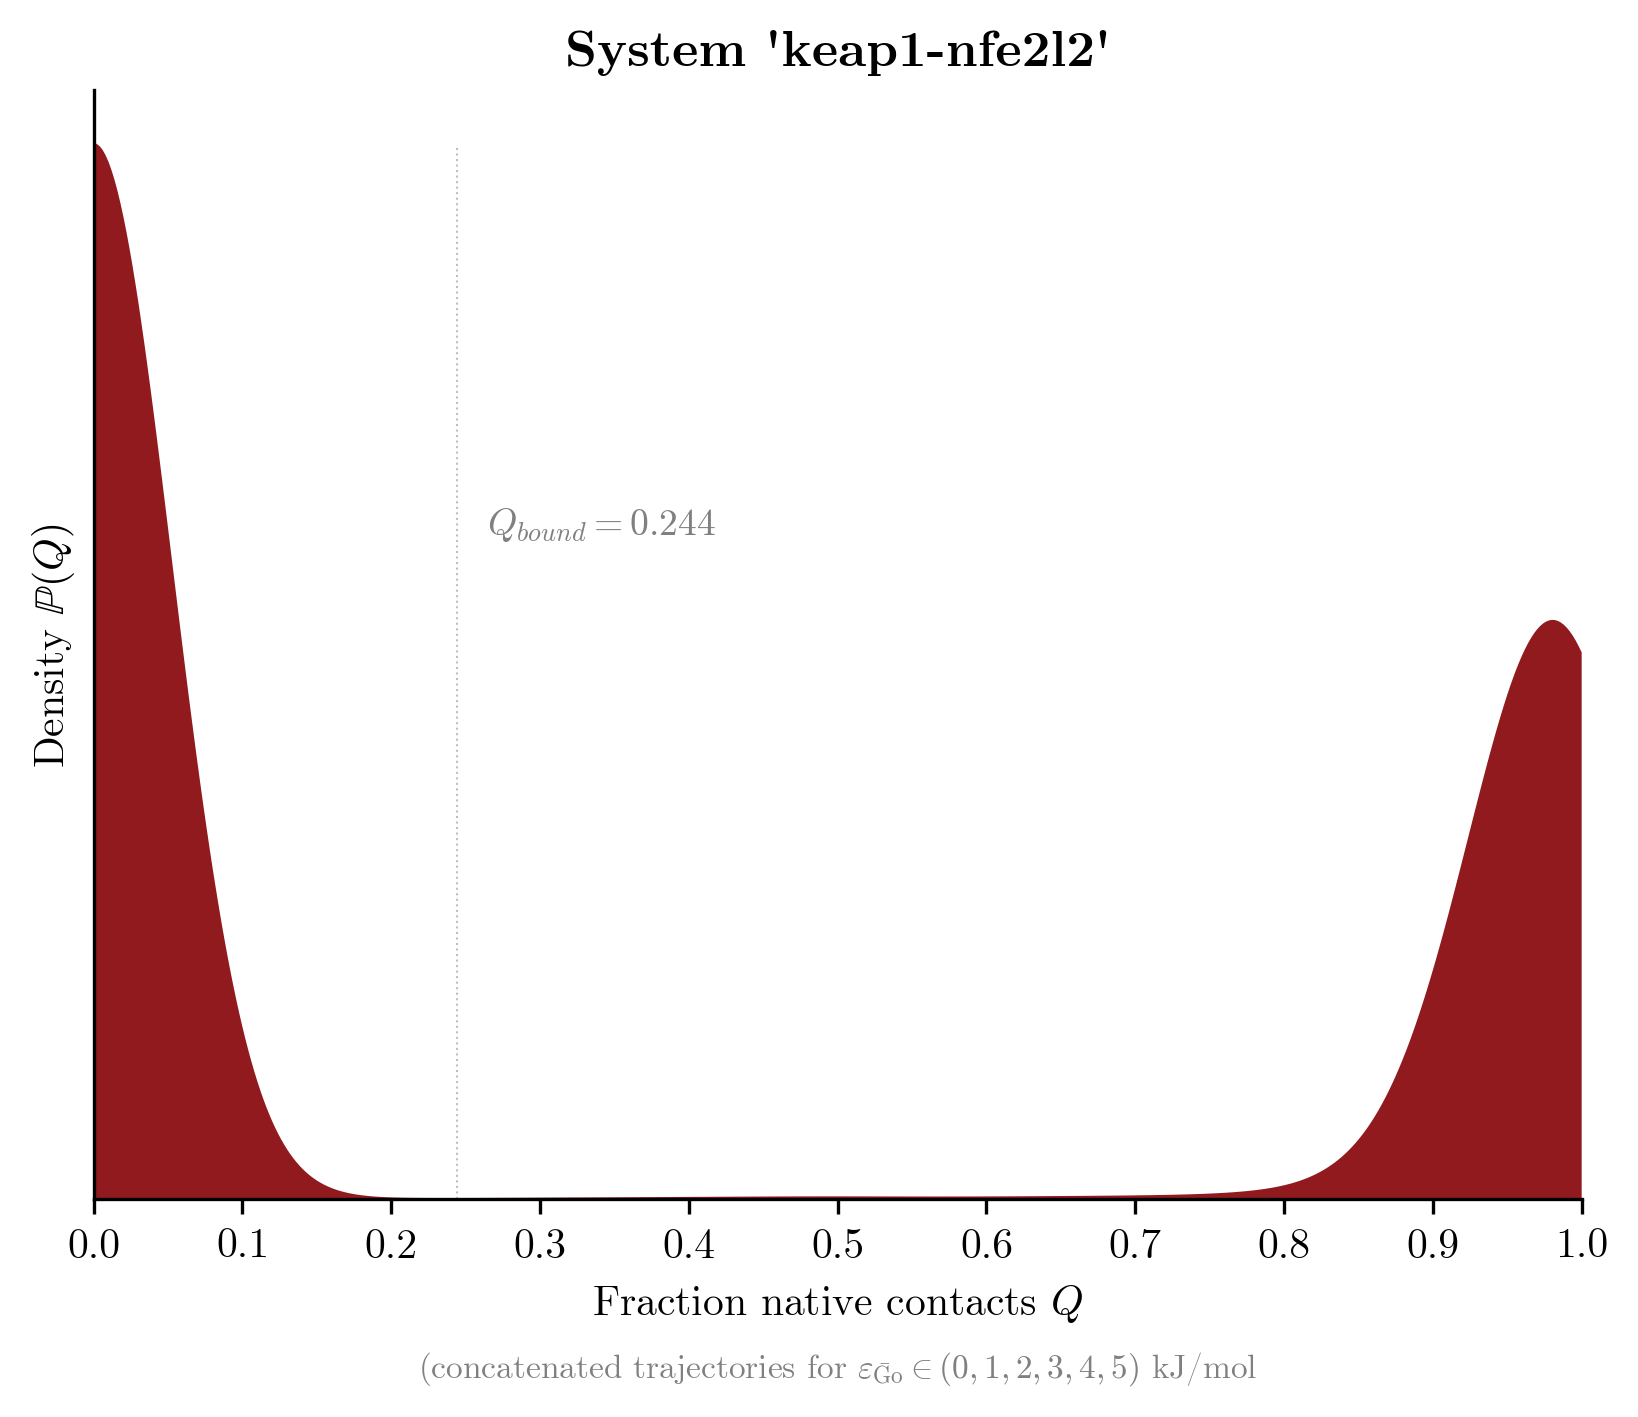 System 'keap1-nfe2l2'
Density ℙ(Q)
Q_bound = 0.244
0.0 0.1 0.2 0.3 0.4 0.5 0.6 0.7 0.8 0.9 1.0
Fraction native contacts Q
(concatenated trajectories for ε_Ḡo ∈ (0, 1, 2, 3, 4, 5) kJ/mol